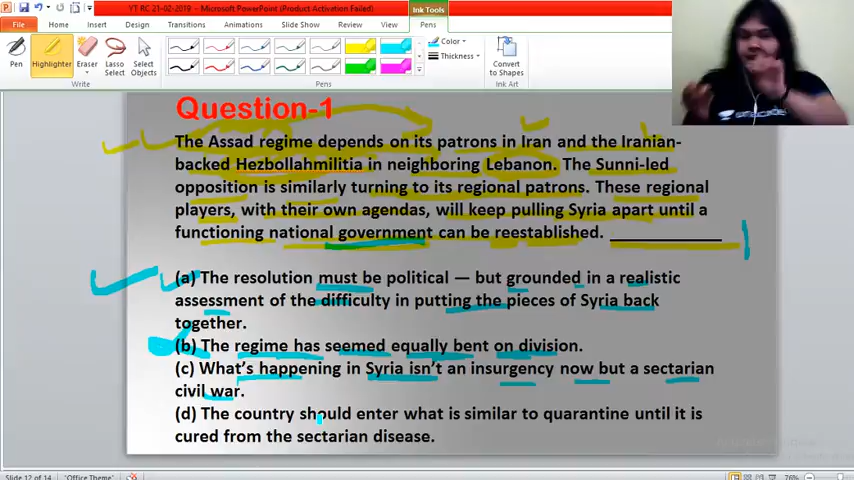 YT RC 21-02-2019 - Microsoft PowerPoint (Product Activation Failed)
Ink Tools
File Home Insert Design Transitions Animations Slide Show Review View Pens
Pen Highlighter Eraser Lasso Select Select Objects
Color
Thickness
Convert to Shapes
Write Pens Ink Art
Question-1
The Assad regime depends on its patrons in Iran and the Iranian-
backed Hezbollahmilitia in neighboring Lebanon. The Sunni-led
opposition is similarly turning to its regional patrons. These regional
players, with their own agendas, will keep pulling Syria apart until a
functioning national government can be reestablished. ____________
(a) The resolution must be political — but grounded in a realistic
assessment of the difficulty in putting the pieces of Syria back
together.
(b) The regime has seemed equally bent on division.
(c) What's happening in Syria isn't an insurgency now but a sectarian
civil war.
(d) The country should enter what is similar to quarantine until it is
cured from the sectarian disease.
Slide 12 of 14 "Office Theme" 76%